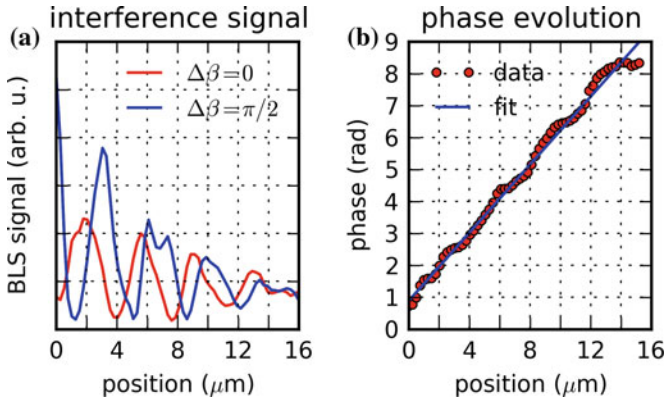 interference signal
(a)
Δβ=0
Δβ=π/2
BLS signal (arb. u.)
0 4 8 12 16
position (μm)
phase evolution
(b)
9
8
7
6
5
4
3
2
1
0
data
fit
phase (rad)
0 4 8 12 16
position (μm)